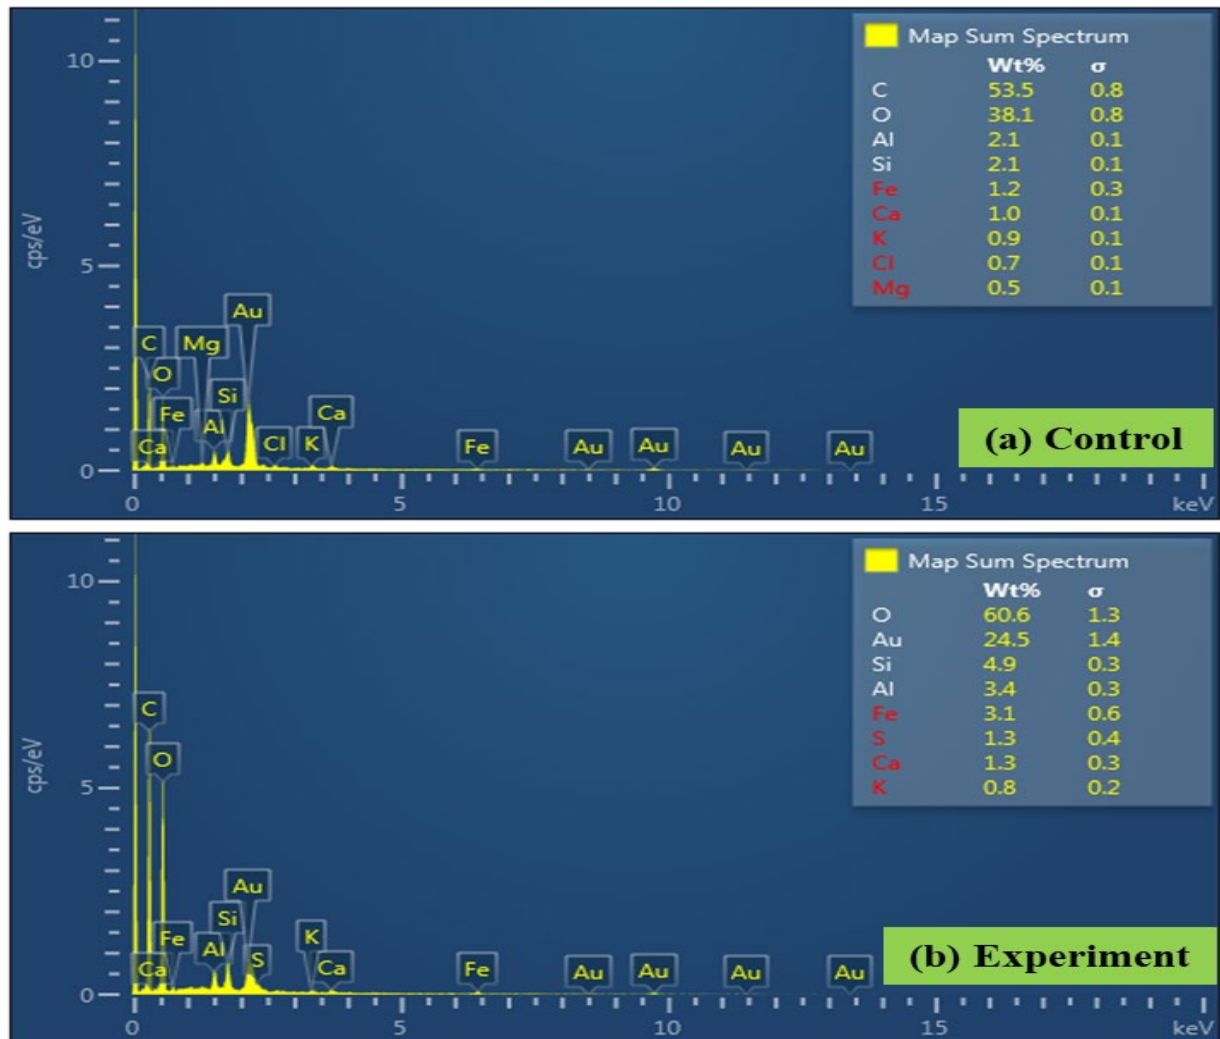 Map Sum Spectrum
Wt% σ
C 53.5 0.8
O 38.1 0.8
Al 2.1 0.1
Si 2.1 0.1
Fe 1.2 0.3
Ca 1.0 0.1
K 0.9 0.1
Cl 0.7 0.1
Mg 0.5 0.1
10
cps/eV
5
Au
C Mg
O
Si
Fe Ca
Al
Ca Cl K Fe Au Au Au Au
(a) Control
0
0 5 10 15 keV
Map Sum Spectrum
Wt% σ
O 60.6 1.3
Au 24.5 1.4
Si 4.9 0.3
Al 3.4 0.3
Fe 3.1 0.6
S 1.3 0.4
Ca 1.3 0.3
K 0.8 0.2
10
C
cps/eV
O
5
Au
Si
Fe K
Al
S
Ca Ca Fe Au Au Au Au
(b) Experiment
0
0 5 10 15 keV